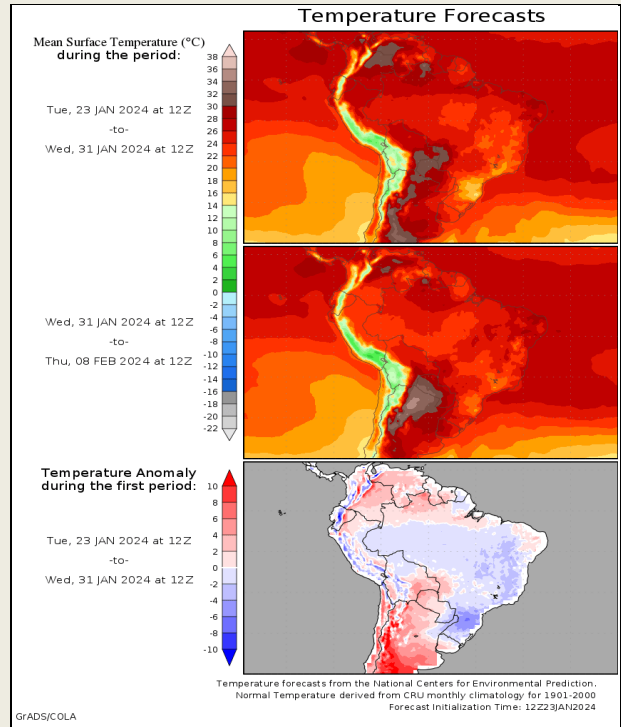 Temperature Forecasts
Mean Surface Temperature (°C)
during the period:
38
36
34
32
30
28
26
24
22
20
18
16
14
12
10
8
6
4
2
0
-2
-4
-6
-8
-10
-12
-14
-16
-18
-20
-22
Tue, 23 JAN 2024 at 12Z
-to-
Wed, 31 JAN 2024 at 12Z
Wed, 31 JAN 2024 at 12Z
-to-
Thu, 08 FEB 2024 at 12Z
Temperature Anomaly
during the first period:
10
8
6
4
2
0
-2
-4
-6
-8
-10
Tue, 23 JAN 2024 at 12Z
-to-
Wed, 31 JAN 2024 at 12Z
Temperature forecasts from the National Centers for Environmental Prediction.
Normal Temperature derived from CRU monthly climatology for 1901-2000
Forecast Initialization Time: 12Z23JAN2024
GrADS/COLA